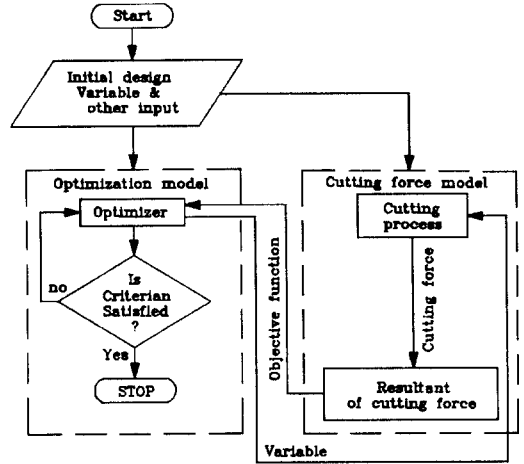 Start
Initial design
Variable &
other input
Optimization model
Optimizer
no
Is
Criterian
Satisfied
?
Yes
STOP
Objective function
Cutting force model
Cutting
process
Cutting force
Resultant
of cutting force
Variable